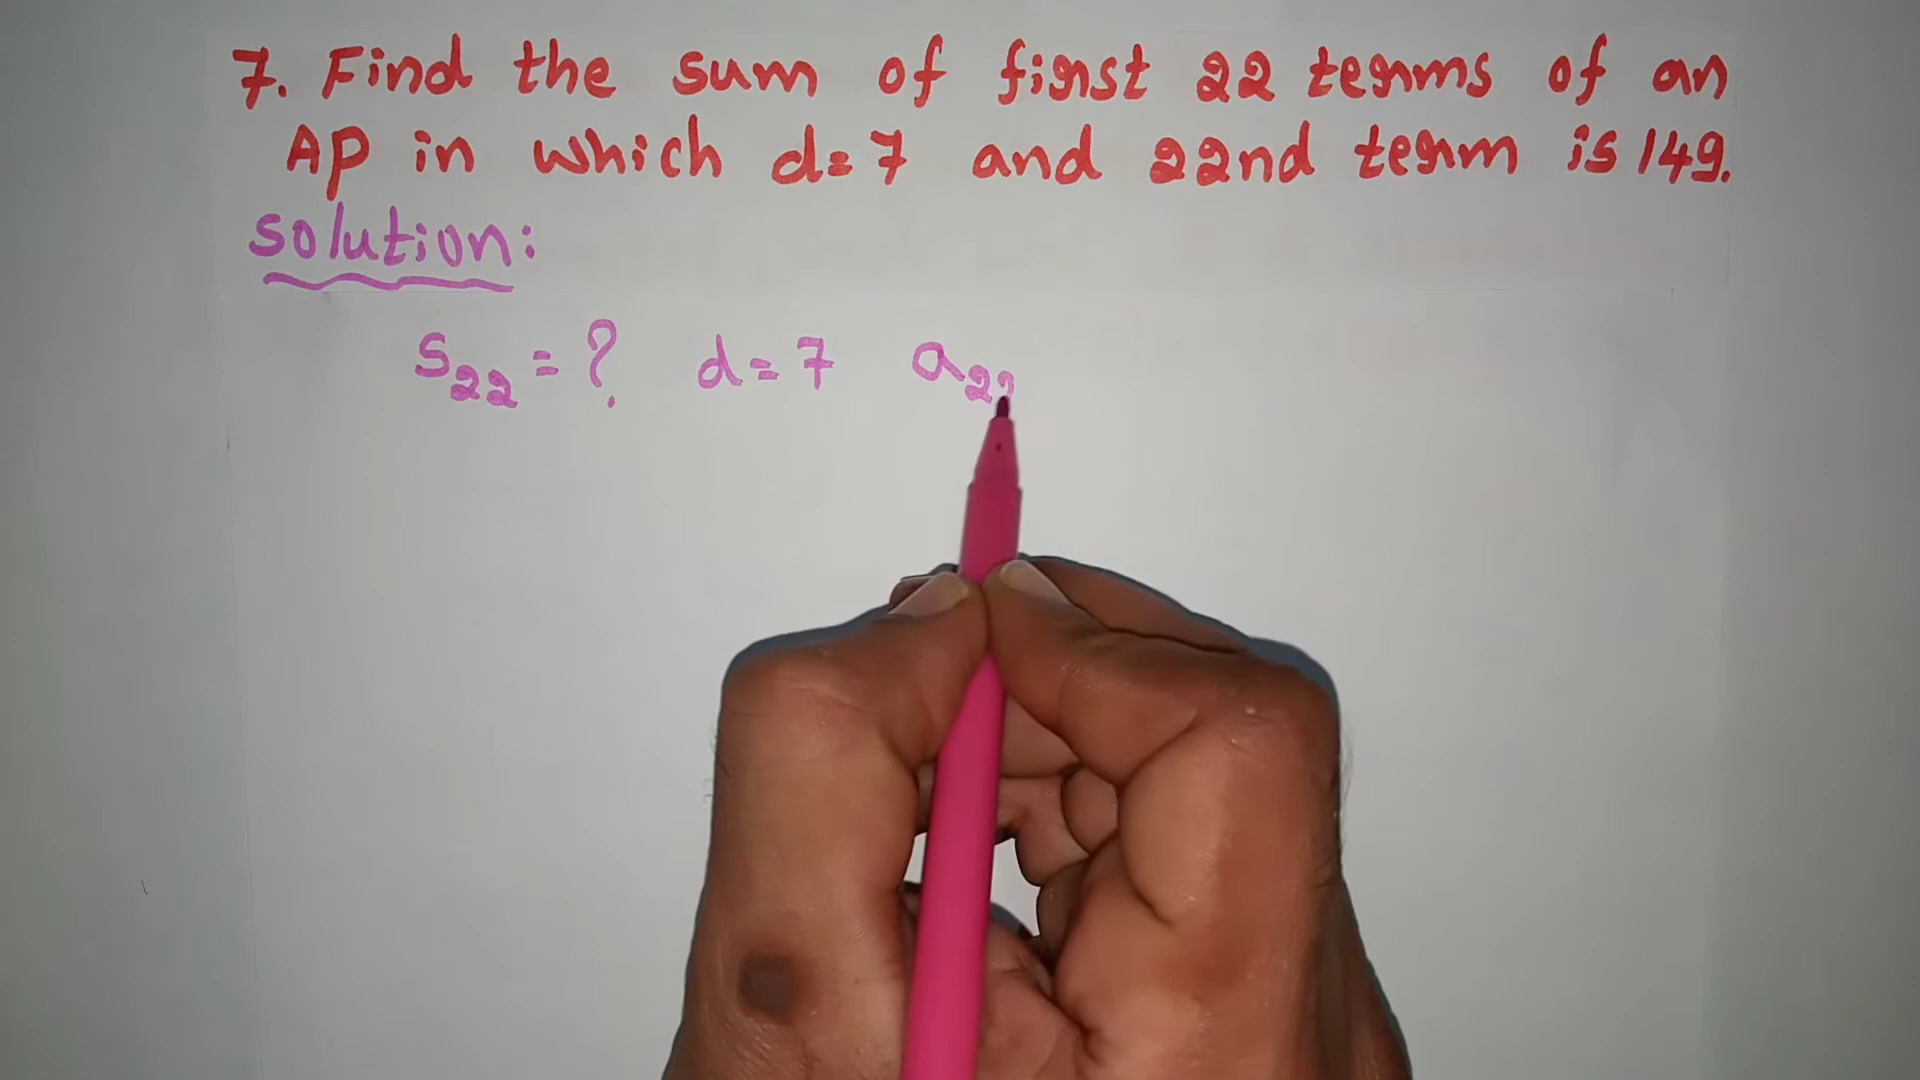 7. Find the sum of first 22 terms of an
AP in which d=7 and 22nd term is 149.
Solution:
S22 = ? d=7 a22